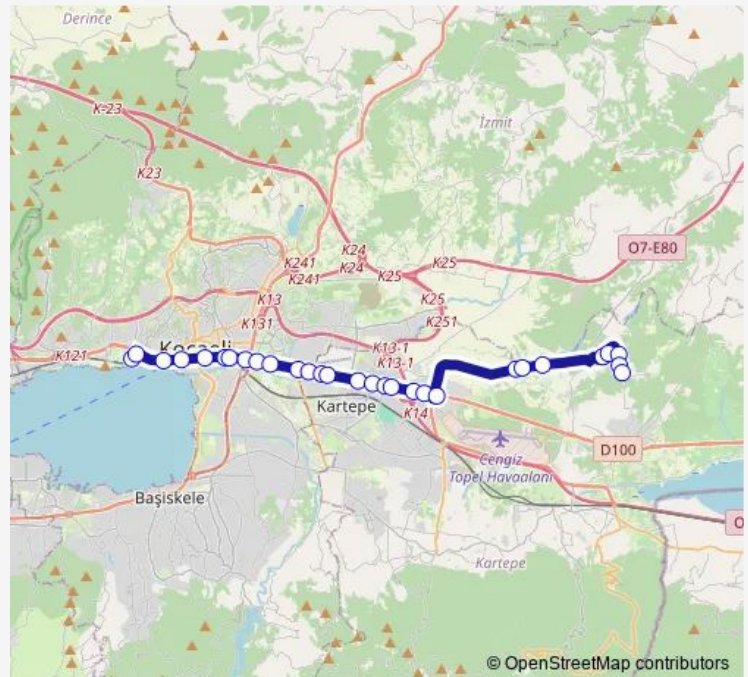 Derince
K-23
K23
İzmit
K241
K241
K24
K24
K25
K25
O7-E80
K13
K25
K131
K251
K121
Kocaeli
K13-1
K13-1
Kartepe
K14
D100
Cengiz
Topel Havaalanı
Başiskele
O
Kartepe
© OpenStreetMap contributors